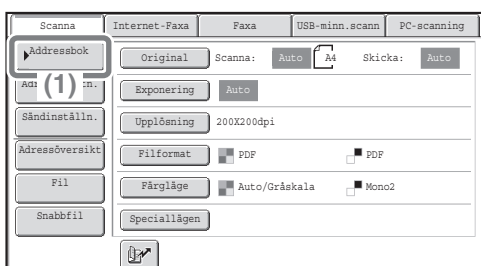 Scanna Internet-Faxa Faxa USB-minn.scann PC-scanning
Addressbok
Original Scanna: Auto A4 Skicka: Auto
(1)
Exponering Auto
Sändinställn.
Upplösning 200X200dpi
Adressöversikt
Filformat PDF PDF
Fil
Färgläge Auto/Gråskala Mono2
Snabbfil
Speciallägen